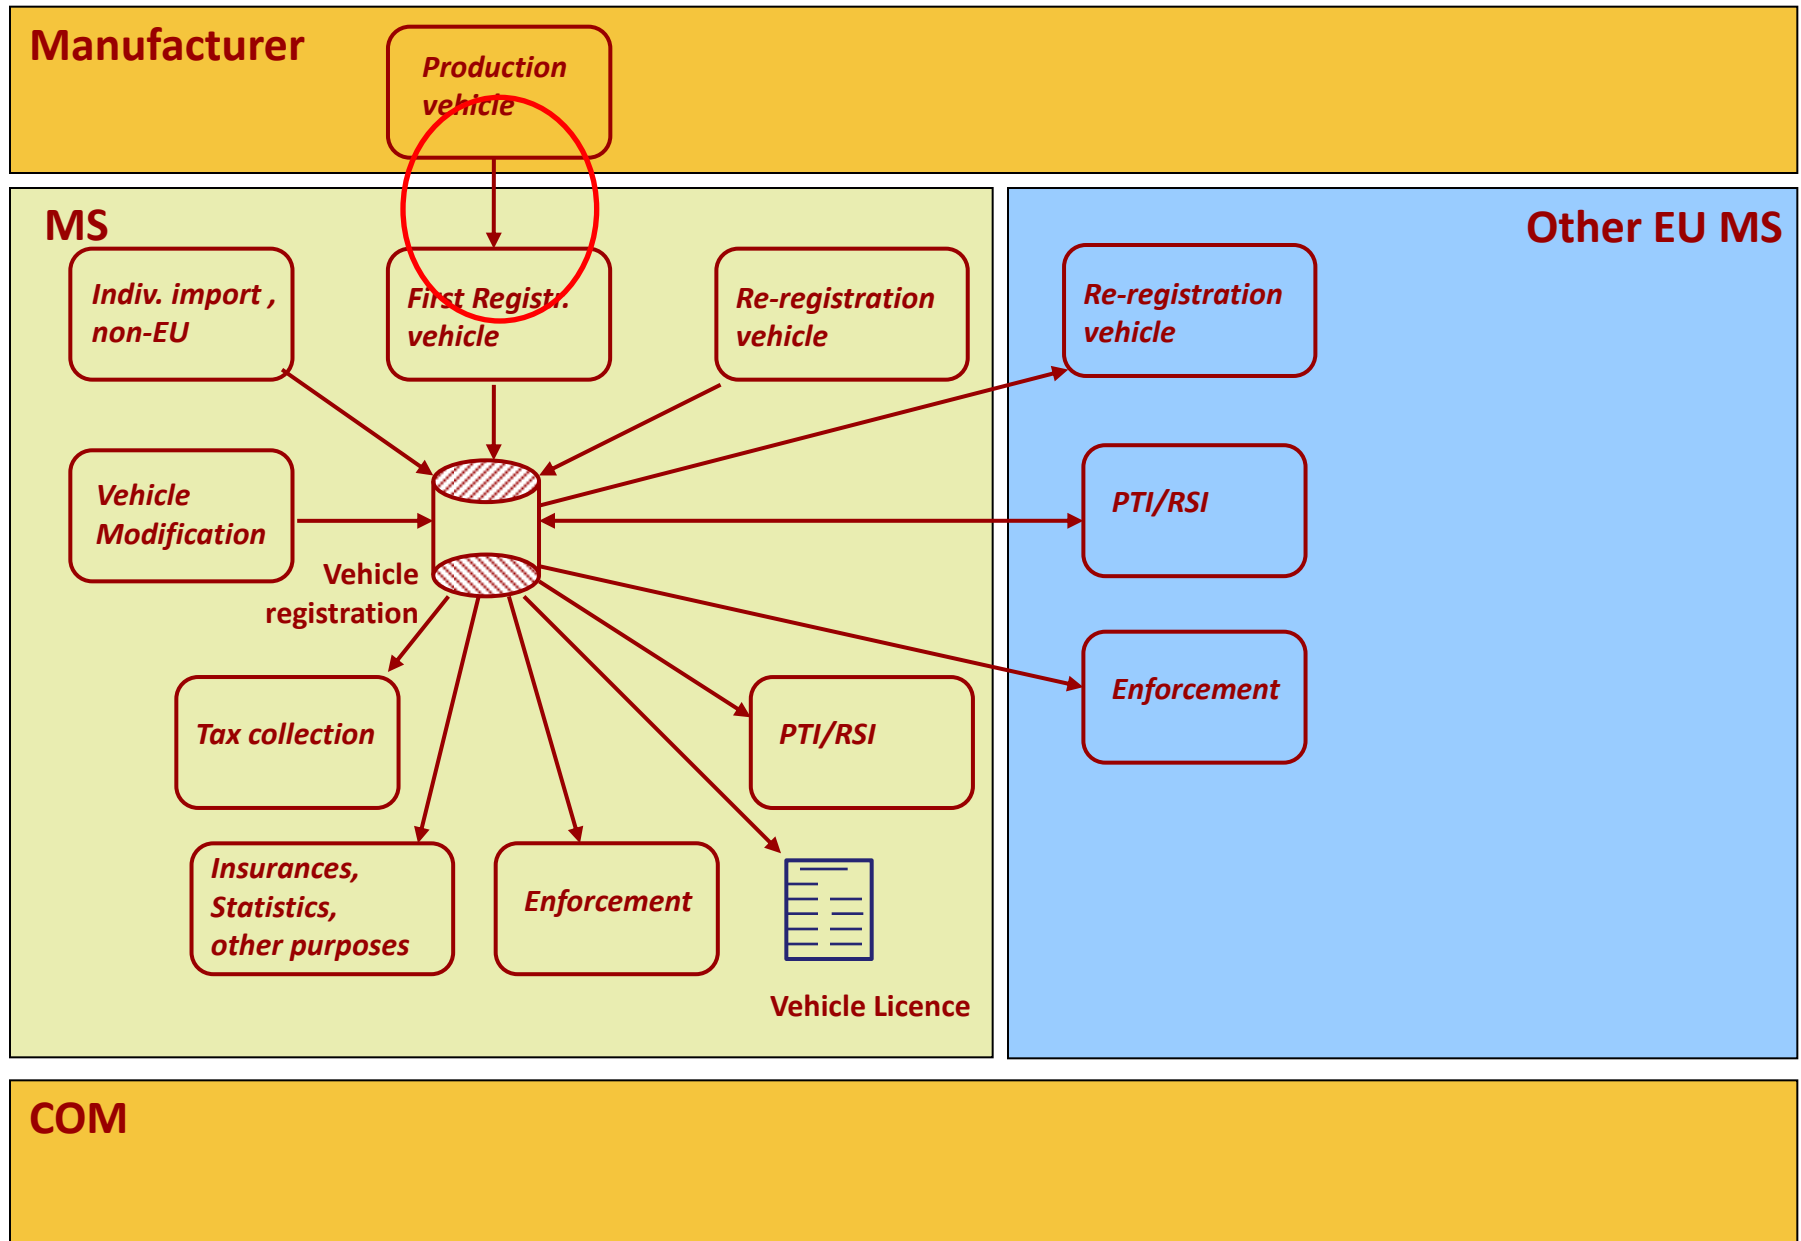 Manufacturer
Production
vehicle
MS
Other EU MS
Indiv. import ,
non-EU
First Registr.
vehicle
Re-registration
vehicle
Re-registration
vehicle
Vehicle
Modification
PTI/RSI
Vehicle
registration
Enforcement
Tax collection
PTI/RSI
Insurances,
Statistics,
other purposes
Enforcement
Vehicle Licence
COM